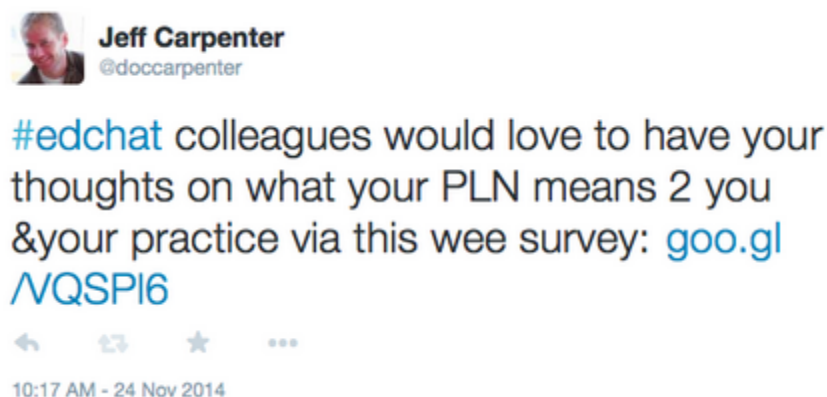 Jeff Carpenter
@doccarpenter
#edchat colleagues would love to have your
thoughts on what your PLN means 2 you
&your practice via this wee survey: goo.gl
/VQSPl6
10:17 AM - 24 Nov 2014